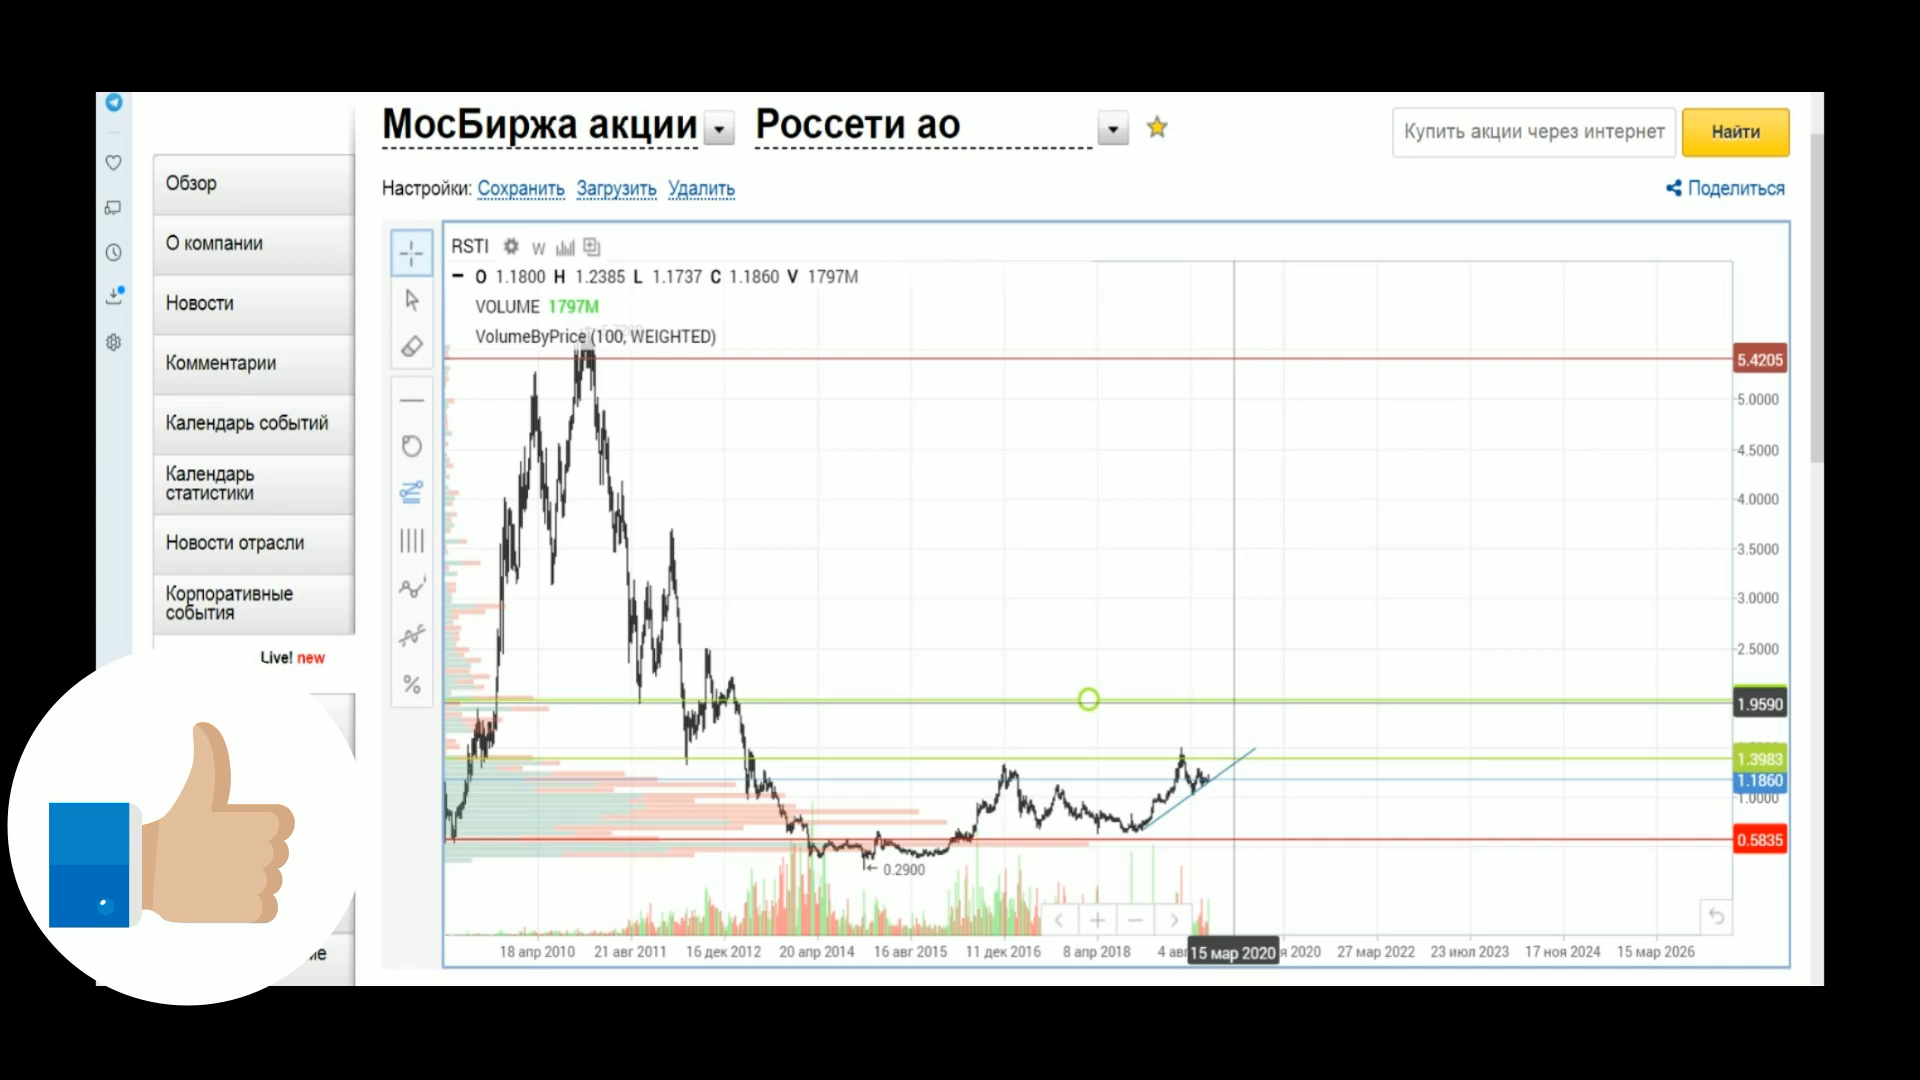 МосБиржа акции
Россети ао
Купить акции через интернет
Найти
Настройки: Сохранить Загрузить Удалить
Поделиться
Обзор
О компании
Новости
Комментарии
Календарь событий
Календарь
статистики
Новости отрасли
Корпоративные
события
Live! new
RSTI
W
O 1.1800 H 1.2385 L 1.1737 C 1.1860 V 1797M
VOLUME 1797M
VolumeByPrice (100, WEIGHTED)
5.4205
5.0000
4.5000
4.0000
3.5000
3.0000
2.5000
1.9590
1.3983
1.1860
1.0000
0.5835
0.2900
18 апр 2010
21 авг 2011
16 дек 2012
20 апр 2014
16 авг 2015
11 дек 2016
8 апр 2018
4 авг
15 мар 2020
я 2020
27 мар 2022
23 июл 2023
17 ноя 2024
15 мар 2026